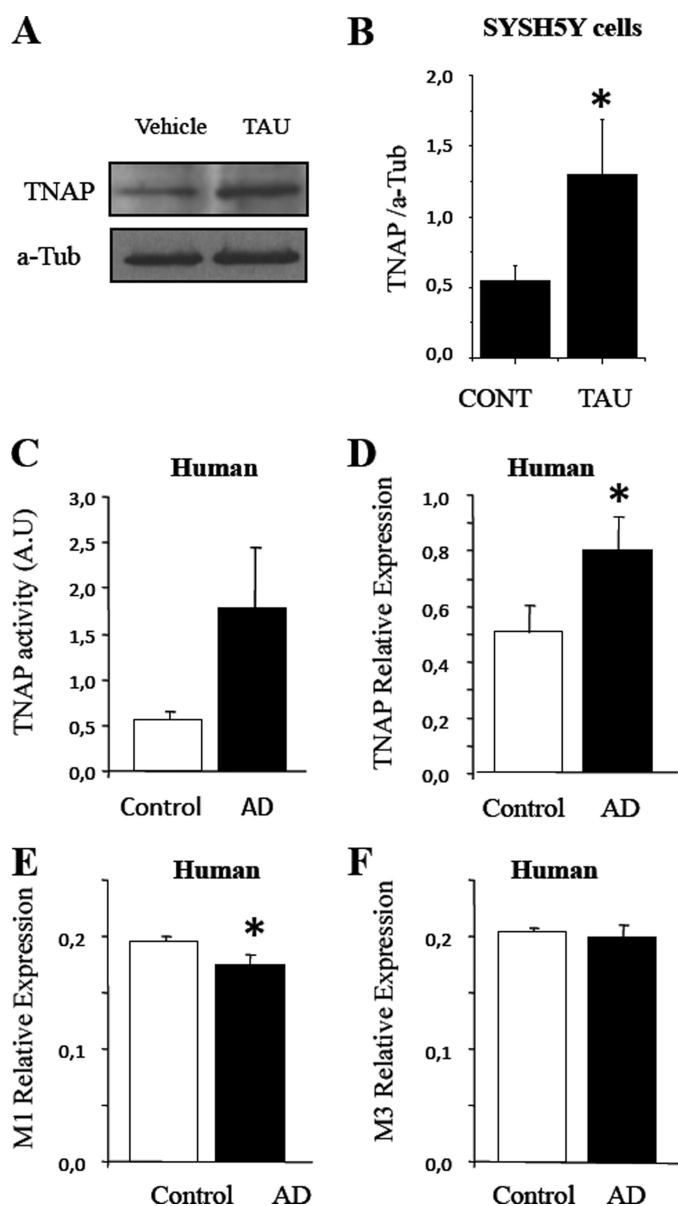 A
Vehicle TAU
TNAP
a-Tub
B
SYSH5Y cells
TNAP /a-Tub
2,0
1,5
1,0
0,5
0,0
*
CONT TAU
C
Human
TNAP activity (A.U)
3,0
2,5
2,0
1,5
1,0
0,5
0,0
Control AD
D
Human
TNAP Relative Expression
1,0
0,8
0,6
0,4
0,2
0,0
*
Control AD
E
Human
M1 Relative Expression
0,2
0,1
0,0
*
Control AD
F
Human
M3 Relative Expression
0,2
0,1
0,0
Control AD